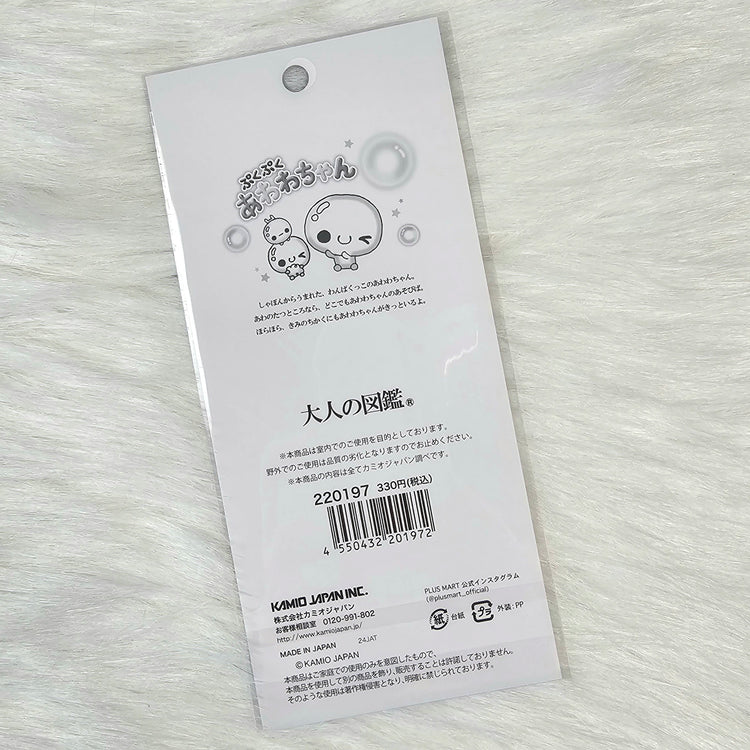 ぷくぷく
あわわちゃん
しゃぼんからうまれた、わんぱくっこのあわわちゃん。
あわのたつところなら、どこでもあわわちゃんのあそびば。
ほらほら、きみのちかくにもあわわちゃんがきっといるよ。
大人の図鑑®
※本商品は室内でのご使用を目的としております。
野外でのご使用は品質の劣化となりますのでお止めください。
※本商品の内容は全てカミオジャパン調べです。
220197 330円(税込)
4 550432 201972
KAMIO JAPAN INC.
株式会社カミオジャパン
お客様相談室 0120-991-802
http://www.kamiojapan.jp/
MADE IN JAPAN 24JAT
©KAMIO JAPAN
PLUS MART 公式インスタグラム
(@plusmart_official)
紙 台紙 プラ 外装:PP
本商品はご家庭での使用のみを意図したもので、
本商品を使用して別の商品を飾り、販売することは許諾しておりません。
そのような使用は著作権侵害となり、明確に禁じられております。